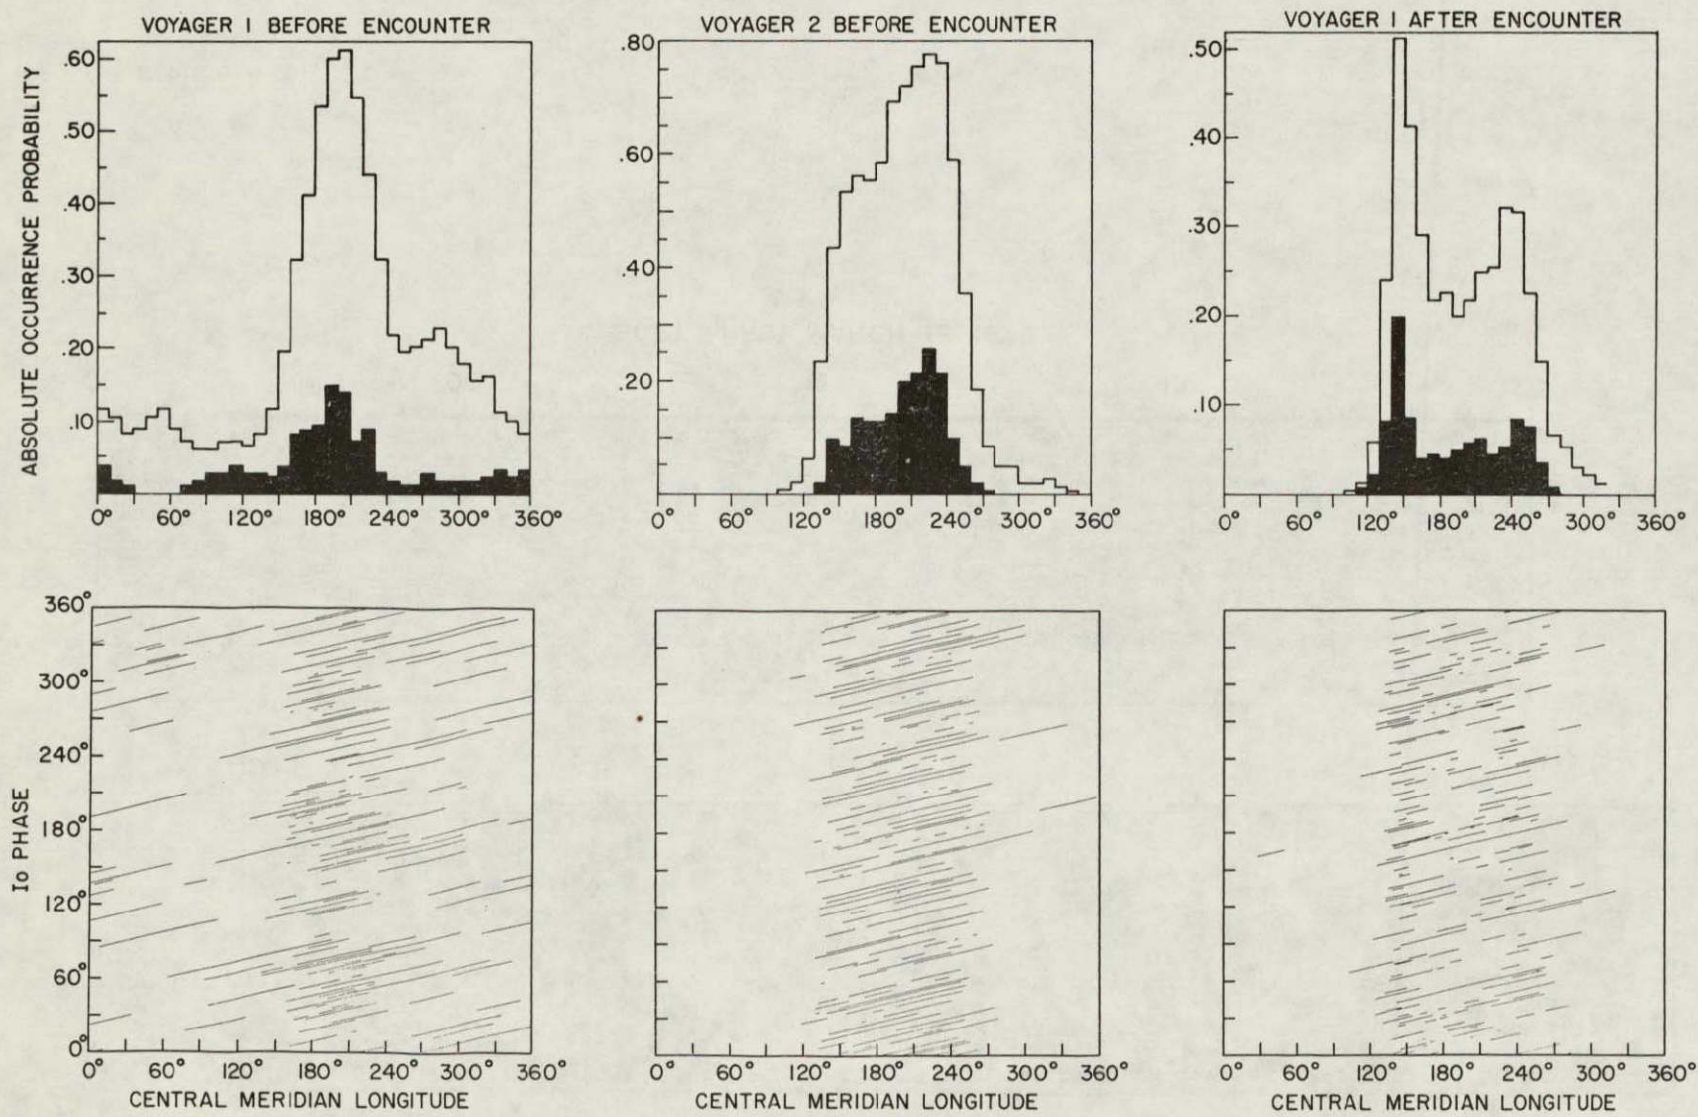 VOYAGER 1 BEFORE ENCOUNTER
VOYAGER 2 BEFORE ENCOUNTER
VOYAGER 1 AFTER ENCOUNTER
ABSOLUTE OCCURRENCE PROBABILITY
.60
.50
.40
.30
.20
.10
0° 60° 120° 180° 240° 300° 360°
.80
.60
.40
.20
0° 60° 120° 180° 240° 300° 360°
.50
.40
.30
.20
.10
0° 60° 120° 180° 240° 300° 360°
Io PHASE
360°
300°
240°
180°
120°
60°
0°
0° 60° 120° 180° 240° 300° 360°
CENTRAL MERIDIAN LONGITUDE
0° 60° 120° 180° 240° 300° 360°
CENTRAL MERIDIAN LONGITUDE
0° 60° 120° 180° 240° 300° 360°
CENTRAL MERIDIAN LONGITUDE